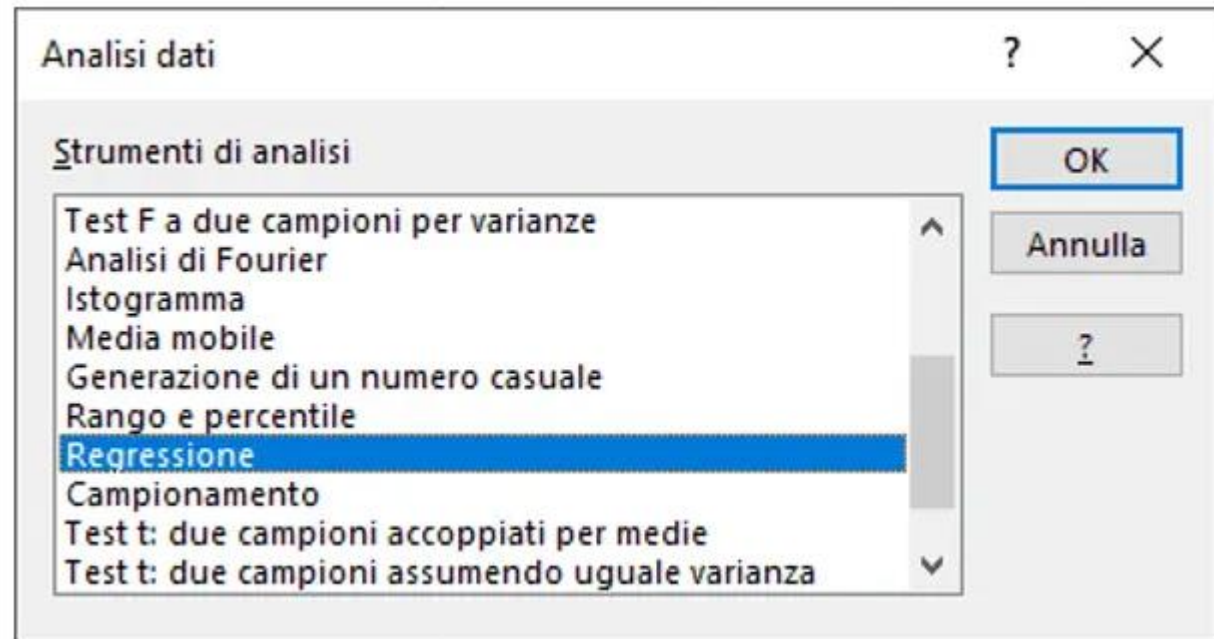 Analisi dati ? ×
Strumenti di analisi
Test F a due campioni per varianze
Analisi di Fourier
Istogramma
Media mobile
Generazione di un numero casuale
Rango e percentile
Regressione
Campionamento
Test t: due campioni accoppiati per medie
Test t: due campioni assumendo uguale varianza
OK
Annulla
?